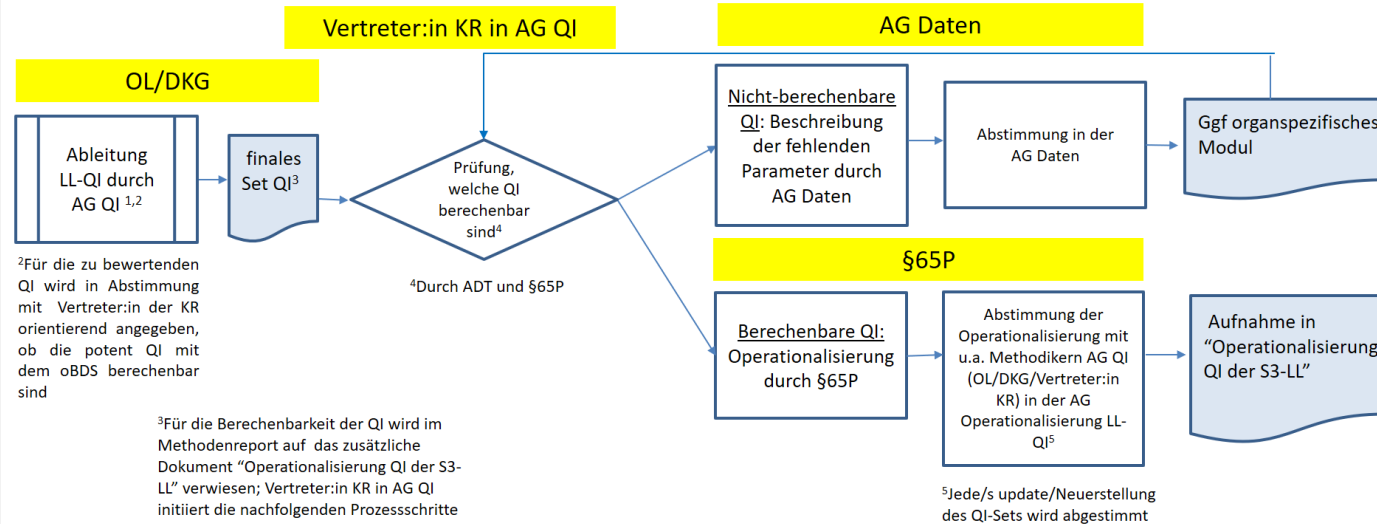 Vertreter:in KR in AG QI
AG Daten
OL/DKG
Ableitung
LL-QI durch
AG QI 1,2
finales
Set QI3
Prüfung,
welche QI
berechenbar
sind4
Nicht-berechenbare
QI: Beschreibung
der fehlenden
Parameter durch
AG Daten
Abstimmung in der
AG Daten
Ggf organspezifisches
Modul
§65P
2Für die zu bewertenden
QI wird in Abstimmung
mit Vertreter:in der KR
orientierend angegeben,
ob die potent QI mit
dem oBDS berechenbar
sind
4Durch ADT und §65P
Berechenbare QI:
Operationalisierung
durch §65P
Abstimmung der
Operationalisierung mit
u.a. Methodikern AG QI
(OL/DKG/Vertreter:in
KR) in der AG
Operationalisierung LL-
QI5
Aufnahme in
“Operationalisierung
QI der S3-LL”
3Für die Berechenbarkeit der QI wird im
Methodenreport auf das zusätzliche
Dokument “Operationalisierung QI der S3-
LL” verwiesen; Vertreter:in KR in AG QI
initiiert die nachfolgenden Prozessschritte
5Jede/s update/Neuerstellung
des QI-Sets wird abgestimmt